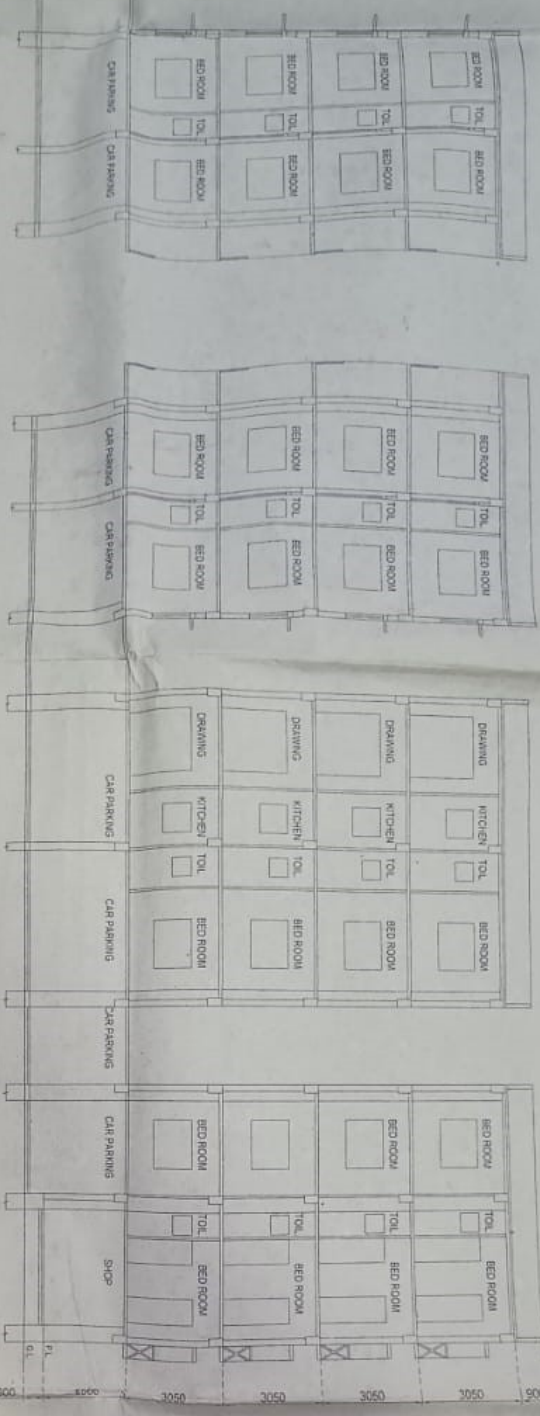 BED ROOM TOIL BED ROOM BED ROOM TOIL BED ROOM DRAWING KITCHEN TOIL BED ROOM BED ROOM TOIL BED ROOM 3050
BED ROOM TOIL BED ROOM BED ROOM TOIL BED ROOM DRAWING KITCHEN TOIL BED ROOM BED ROOM TOIL BED ROOM 3050
BED ROOM TOIL BED ROOM BED ROOM TOIL BED ROOM DRAWING KITCHEN TOIL BED ROOM TOIL BED ROOM 3050
BED ROOM TOIL BED ROOM BED ROOM TOIL BED ROOM DRAWING KITCHEN TOIL BED ROOM BED ROOM TOIL BED ROOM 3050
CAR PARKING CAR PARKING CAR PARKING CAR PARKING CAR PARKING CAR PARKING CAR PARKING CAR PARKING SHOP
P.L
G.L